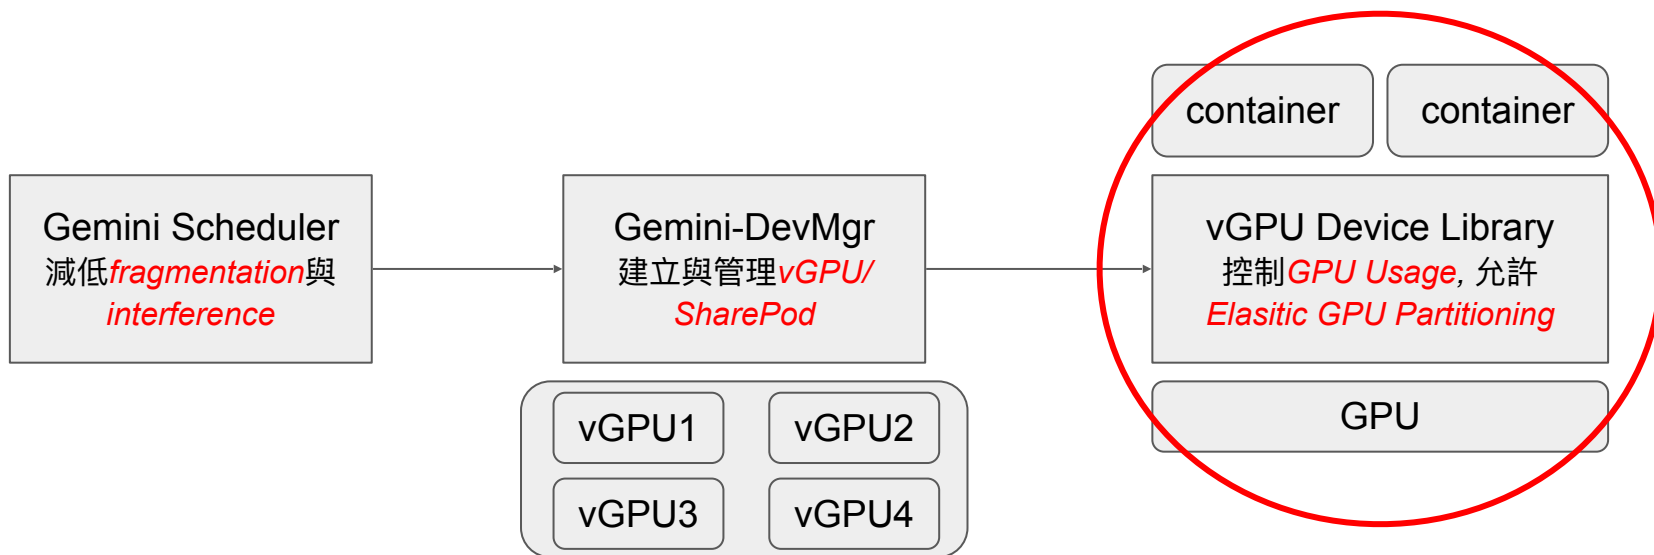 Gemini Scheduler
減低fragmentation與
interference
Gemini-DevMgr
建立與管理vGPU/
SharePod
vGPU1
vGPU2
vGPU3
vGPU4
container
container
vGPU Device Library
控制GPU Usage, 允許
Elasitic GPU Partitioning
GPU